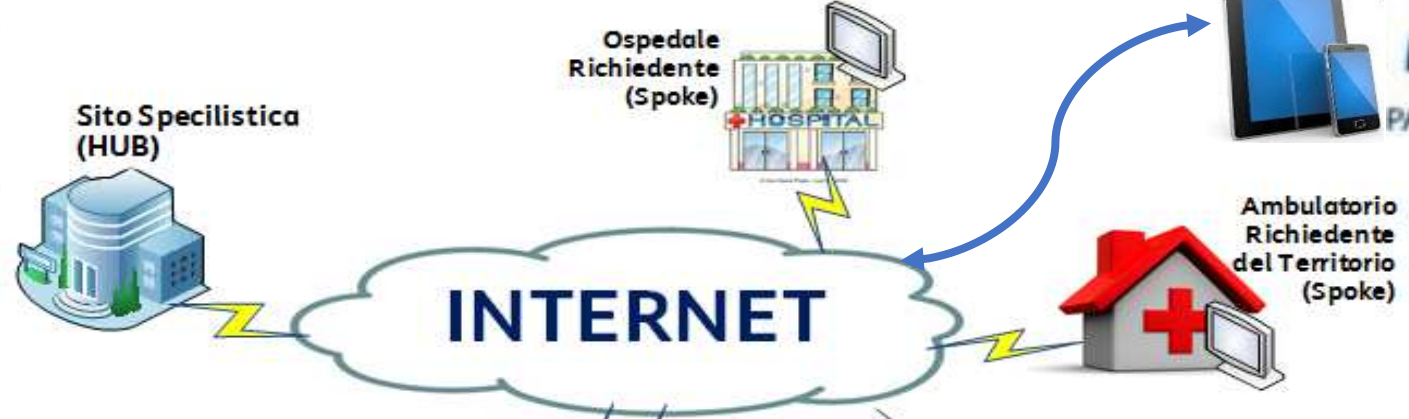 Ospedale
Richiedente
(Spoke)
HOSPITAL
Sito Specilistica
(HUB)
Ambulatorio
Richiedente
del Territorio
(Spoke)
INTERNET